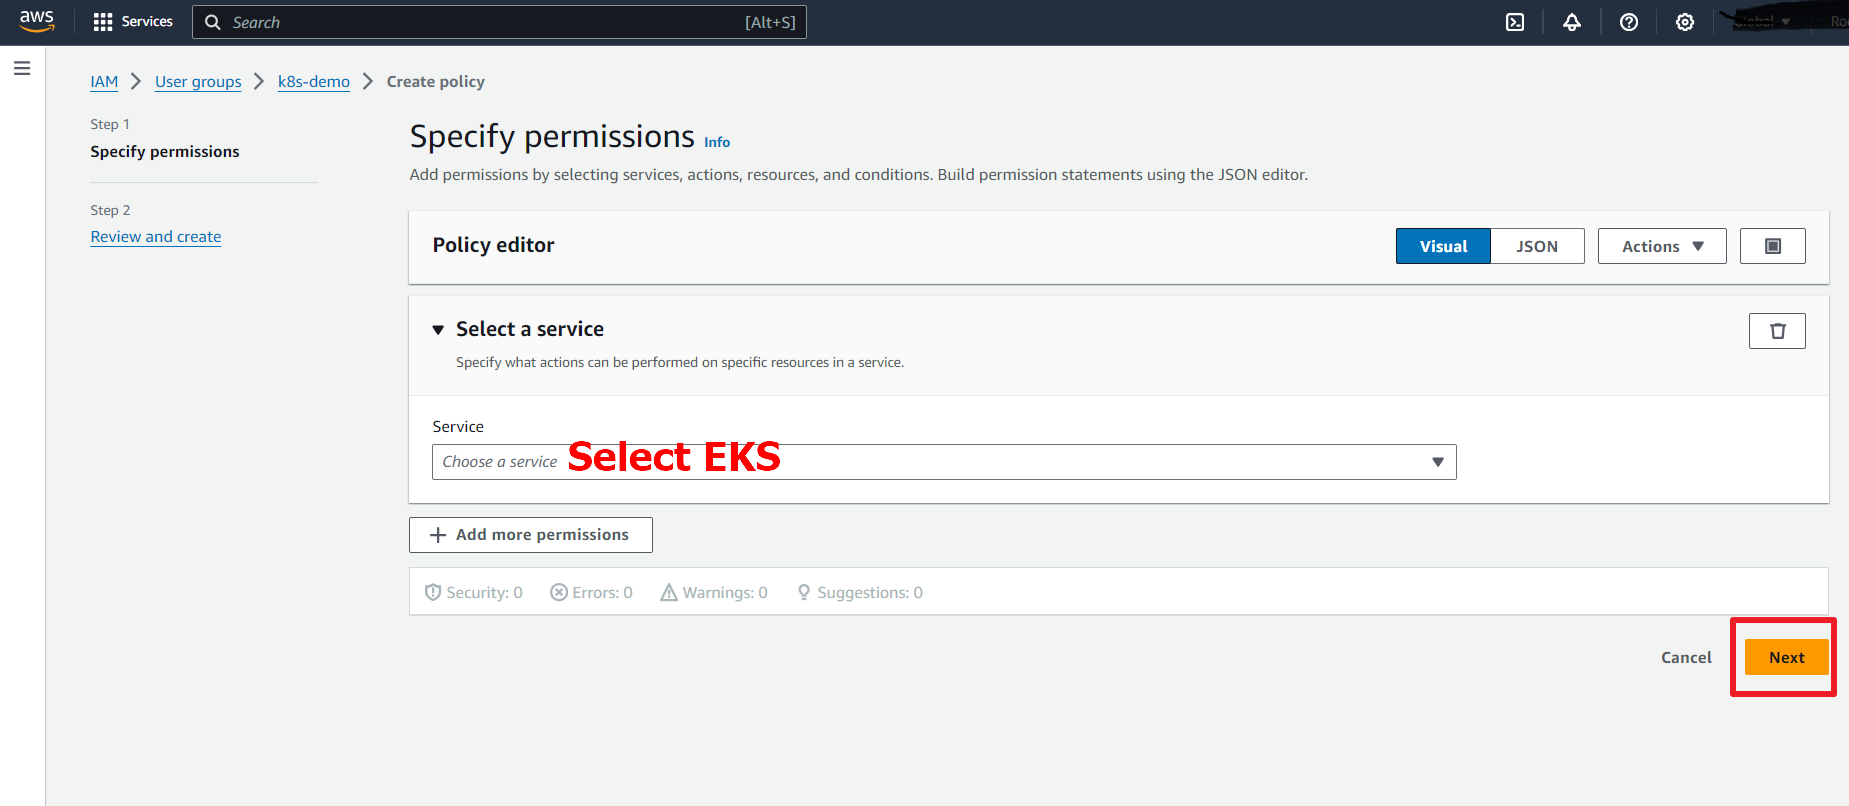 aws
Services
Search
[Alt+S]
Global
IAM
User groups
k8s-demo
Create policy
Step 1
Specify permissions
Step 2
Review and create
Specify permissions Info
Add permissions by selecting services, actions, resources, and conditions. Build permission statements using the JSON editor.
Policy editor
Visual
JSON
Actions
Select a service
Specify what actions can be performed on specific resources in a service.
Service
Choose a service
Select EKS
Add more permissions
Security: 0
Errors: 0
Warnings: 0
Suggestions: 0
Cancel
Next